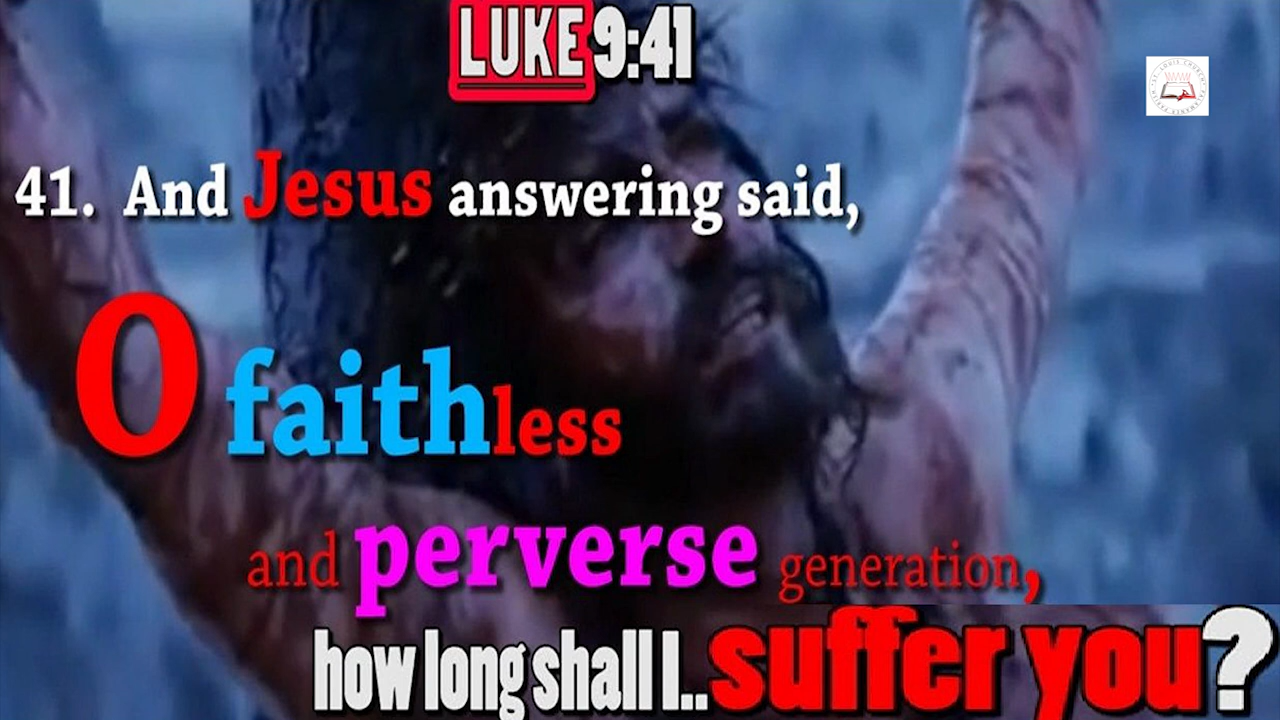 LUKE 9:41
41. And Jesus answering said,
O faithless
and perverse generation,
how long shall I..suffer you?